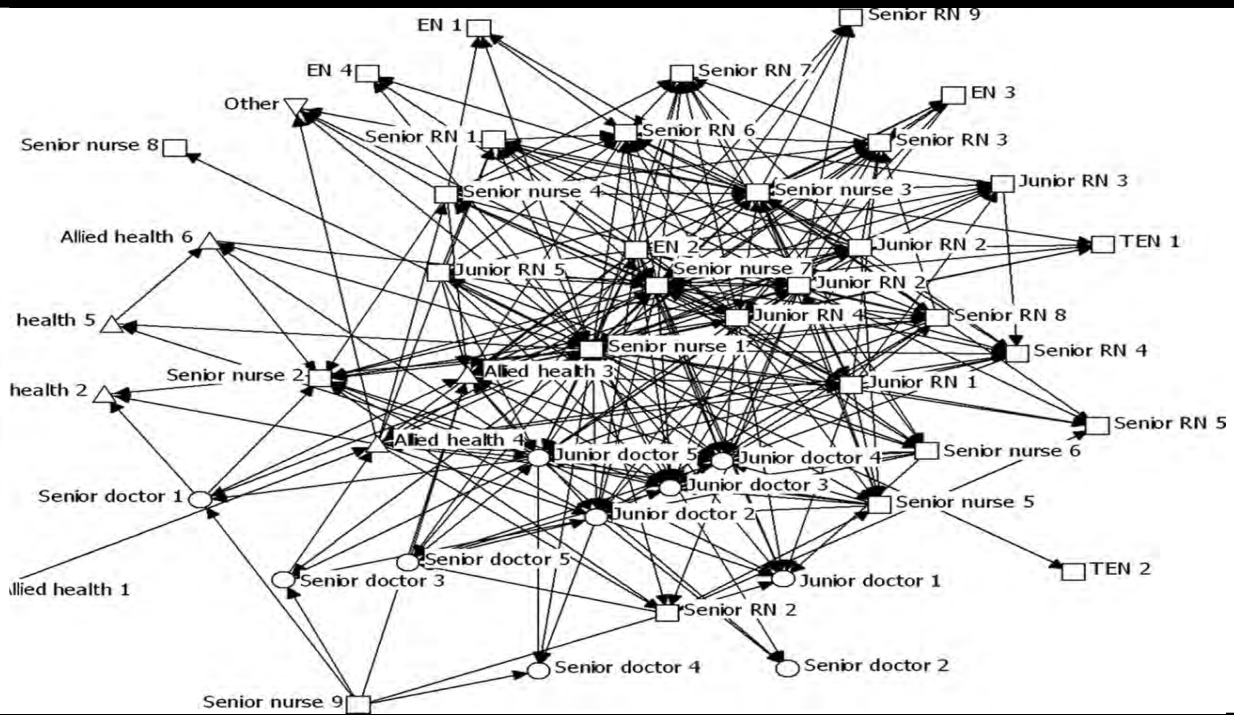 Senior RN 9
EN 1
EN 4
Senior RN 7
Other
EN 3
Senior RN 1
Senior RN 6
Senior RN 3
Senior nurse 8
Senior nurse 4
Senior nurse 3
Junior RN 3
Allied health 6
EN 2
Junior RN 2
TEN 1
Junior RN 5
Senior nurse 7
Junior RN 2
health 5
Junior RN 4
Senior RN 8
Senior nurse 1
Senior RN 4
Senior nurse 2
Allied health 3
Junior RN 1
health 2
Senior RN 5
Allied health 4
Junior doctor 5
Junior doctor 4
Senior nurse 6
Senior doctor 1
Junior doctor 3
Senior nurse 5
Junior doctor 2
Senior doctor 5
Senior doctor 3
Junior doctor 1
TEN 2
llied health 1
Senior RN 2
Senior doctor 4
Senior doctor 2
Senior nurse 9